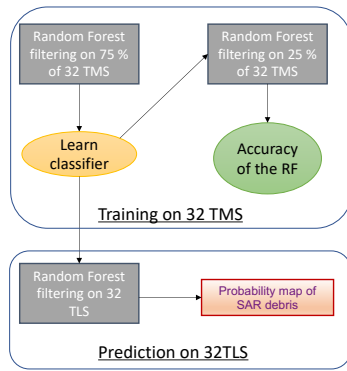 Random Forest
filtering on 75 %
of 32 TMS
Random Forest
filtering on 25 %
of 32 TMS
Learn
classifier
Accuracy
of the RF
Training on 32 TMS
Random Forest
filtering on 32
TLS
Probability map of
SAR debris
Prediction on 32TLS